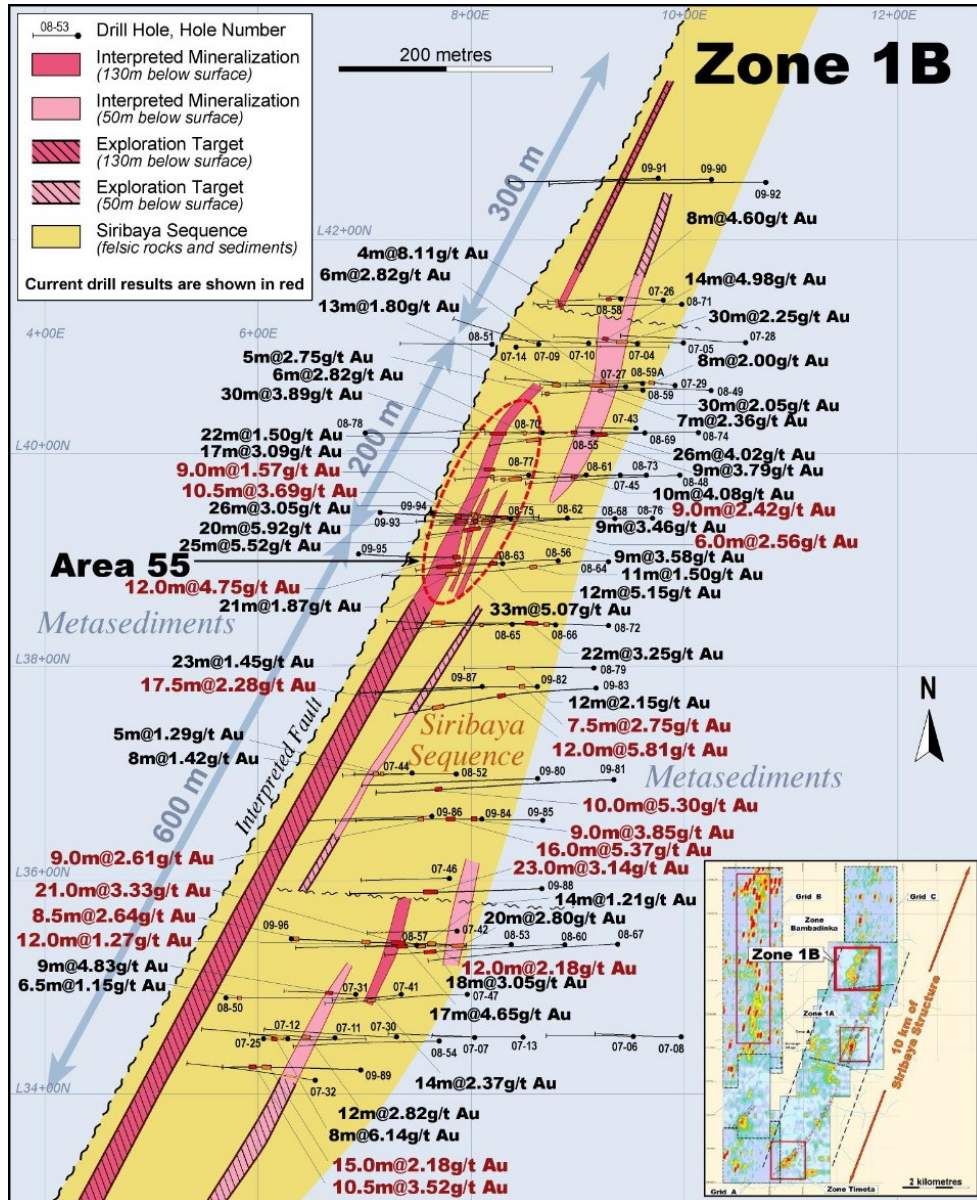 8+00E
10+00E
12+00E
08-53
Drill Hole, Hole Number
Interpreted Mineralization
(130m below surface)
Interpreted Mineralization
(50m below surface)
Exploration Target
(130m below surface)
Exploration Target
(50m below surface)
Siribaya Sequence
(felsic rocks and sediments)
Current drill results are shown in red
200 metres
Zone 1B
300 m
09-91
09-90
09-92
8m@4.60g/t Au
L42+00N
4m@8.11g/t Au
6m@2.82g/t Au
14m@4.98g/t Au
13m@1.80g/t Au
07-26
08-71
08-58
30m@2.25g/t Au
4+00E
6+00E
08-51
07-28
07-14
07-09
07-10
07-04
07-05
8m@2.00g/t Au
5m@2.75g/t Au
6m@2.82g/t Au
30m@3.89g/t Au
07-27
08-59A
07-29
08-59
08-49
30m@2.05g/t Au
7m@2.36g/t Au
200 m
08-78
08-70
07-43
08-74
08-69
08-55
22m@1.50g/t Au
L40+00N
26m@4.02g/t Au
17m@3.09g/t Au
9m@3.79g/t Au
9.0m@1.57g/t Au
08-77
08-61
08-73
08-48
07-45
10m@4.08g/t Au
10.5m@3.69g/t Au
9.0m@2.42g/t Au
26m@3.05g/t Au
09-94
09-93
08-75
08-62
08-68
08-76
9m@3.46g/t Au
20m@5.92g/t Au
6.0m@2.56g/t Au
25m@5.52g/t Au
09-95
08-63
08-56
08-64
9m@3.58g/t Au
Area 55
11m@1.50g/t Au
12.0m@4.75g/t Au
12m@5.15g/t Au
21m@1.87g/t Au
33m@5.07g/t Au
Metasediments
08-65
08-66
08-72
22m@3.25g/t Au
L38+00N
23m@1.45g/t Au
08-79
17.5m@2.28g/t Au
09-87
09-82
09-83
12m@2.15g/t Au
Siribaya
Sequence
7.5m@2.75g/t Au
12.0m@5.81g/t Au
N
5m@1.29g/t Au
8m@1.42g/t Au
Interpreted Fault
600 m
07-44
08-52
09-80
09-81
Metasediments
10.0m@5.30g/t Au
09-86
09-84
09-85
9.0m@3.85g/t Au
9.0m@2.61g/t Au
16.0m@5.37g/t Au
L36+00N
07-46
23.0m@3.14g/t Au
21.0m@3.33g/t Au
09-88
14m@1.21g/t Au
8.5m@2.64g/t Au
20m@2.80g/t Au
12.0m@1.27g/t Au
09-96
07-42
08-57
08-53
08-60
08-67
9m@4.83g/t Au
12.0m@2.18g/t Au
6.5m@1.15g/t Au
18m@3.05g/t Au
07-31
07-41
07-47
08-50
17m@4.65g/t Au
07-12
07-11
07-30
07-25
08-54
07-07
07-13
07-06
07-08
09-89
07-32
14m@2.37g/t Au
L34+00N
12m@2.82g/t Au
8m@6.14g/t Au
15.0m@2.18g/t Au
10.5m@3.52g/t Au
Grid B
Grid C
Zone
Bambadinka
Zone 1B
Zone 1A
10 km of
Siribaya Structure
Grid A
Zone Timeta
2 kilometres